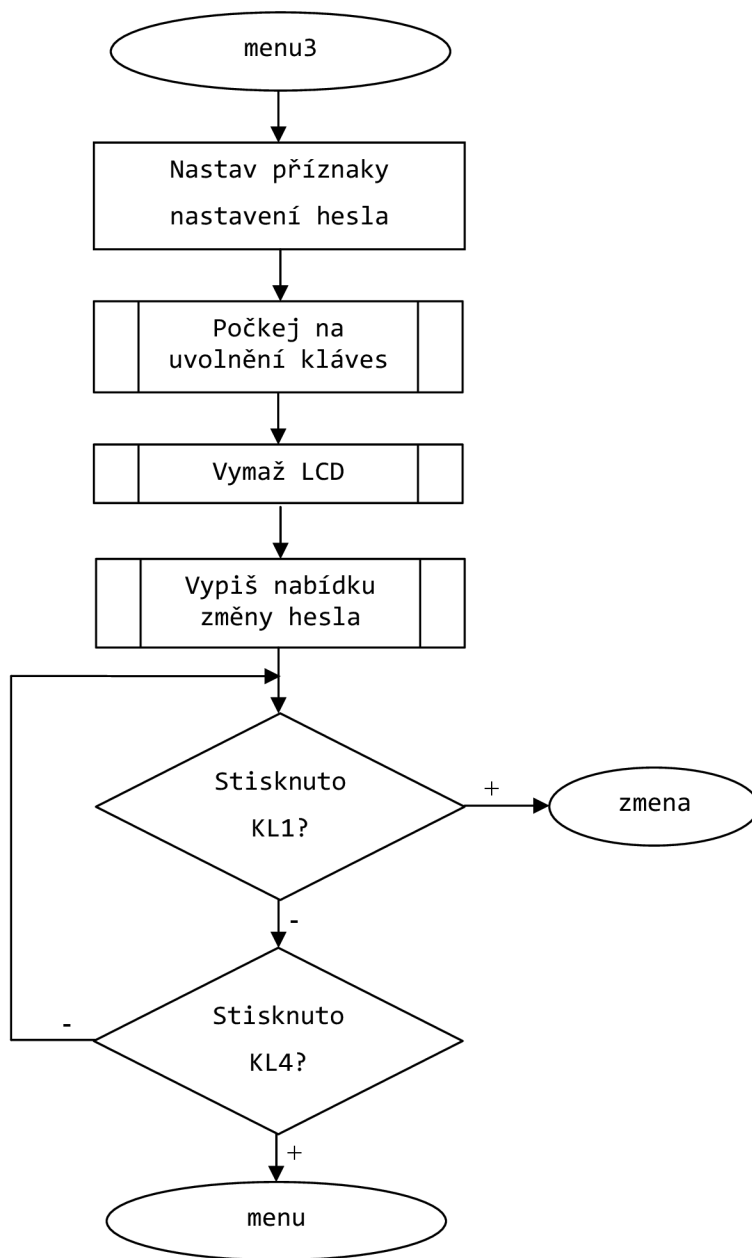 menu3
Nastav příznaky
nastavení hesla
Počkej na
uvolnění kláves
Vymaž LCD
Vypiš nabídku
změny hesla
Stisknuto
KL1?
+
zmena
-
Stisknuto
KL4?
-
+
menu